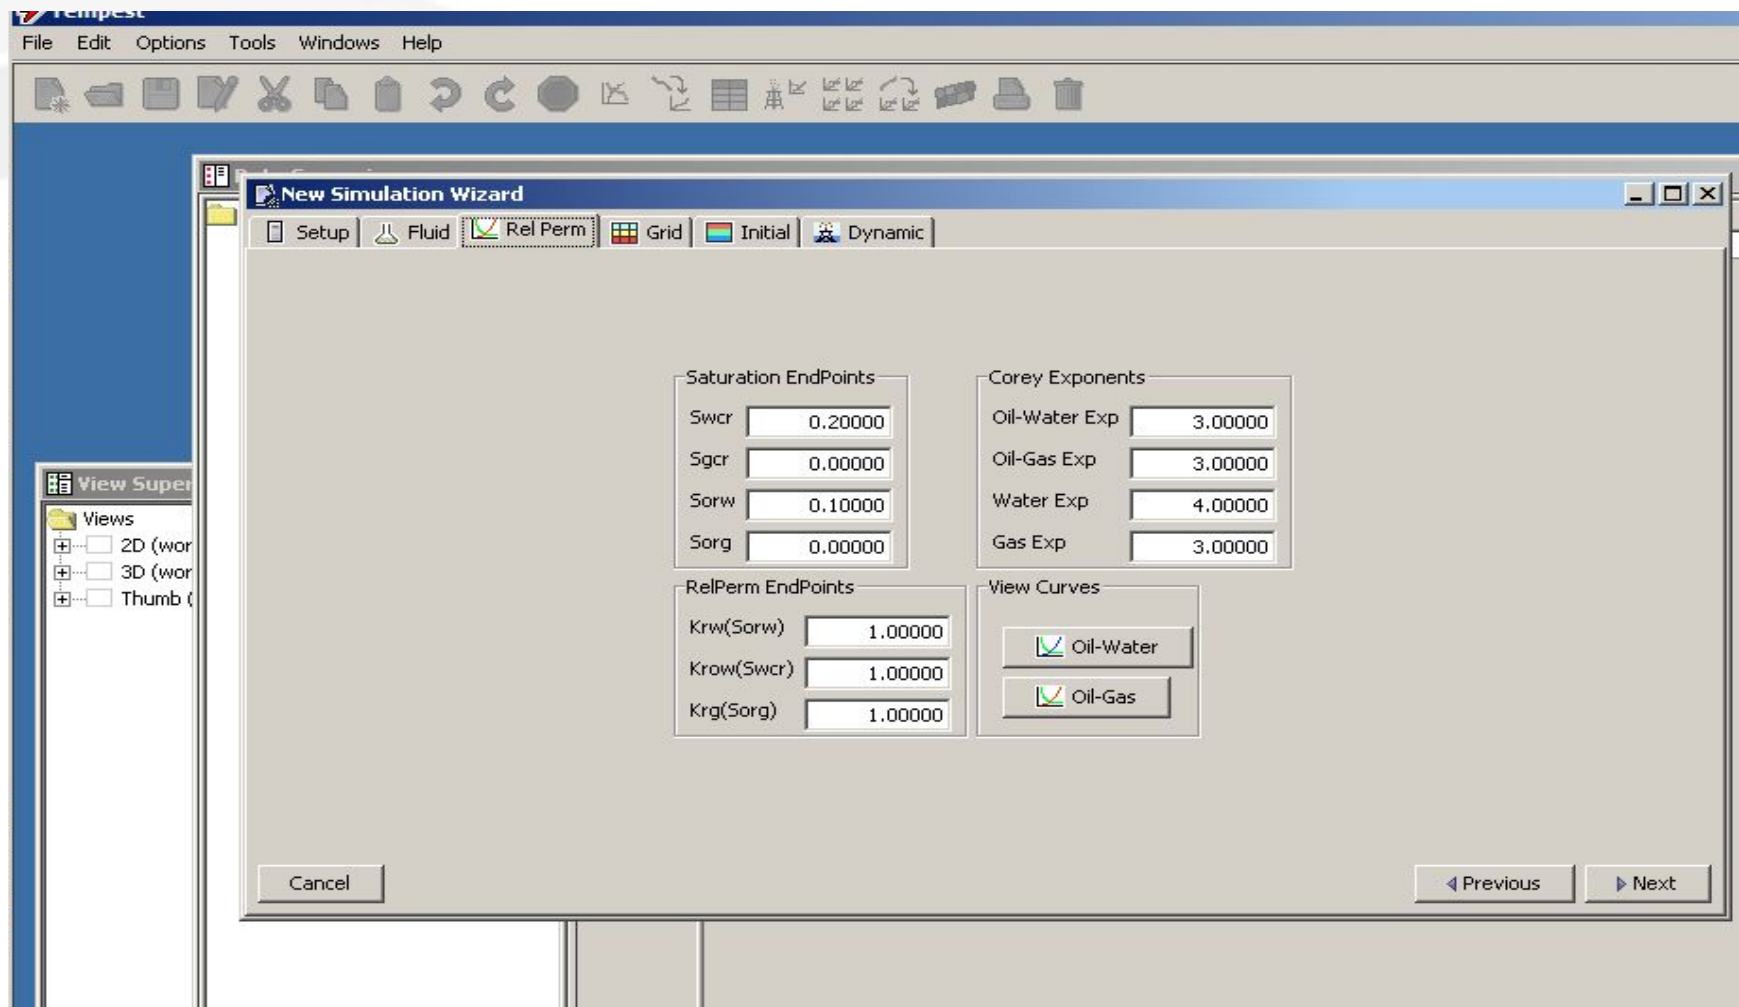 Tempest
File Edit Options Tools Windows Help
New Simulation Wizard
Setup Fluid Rel Perm Grid Initial Dynamic
Saturation EndPoints
Swcr 0.20000
Sgcr 0.00000
Sorw 0.10000
Sorg 0.00000
Corey Exponents
Oil-Water Exp 3.00000
Oil-Gas Exp 3.00000
Water Exp 4.00000
Gas Exp 3.00000
RelPerm EndPoints
Krw(Sorw) 1.00000
Krow(Swcr) 1.00000
Krg(Sorg) 1.00000
View Curves
Oil-Water
Oil-Gas
Cancel Previous Next
View Super
Views
2D (wor
3D (wor
Thumb (